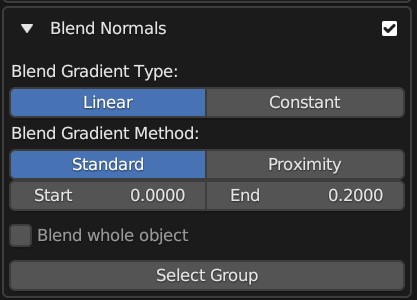 Blend Normals
Blend Gradient Type:
Linear Constant
Blend Gradient Method:
Standard Proximity
Start 0.0000 End 0.2000
Blend whole object
Select Group